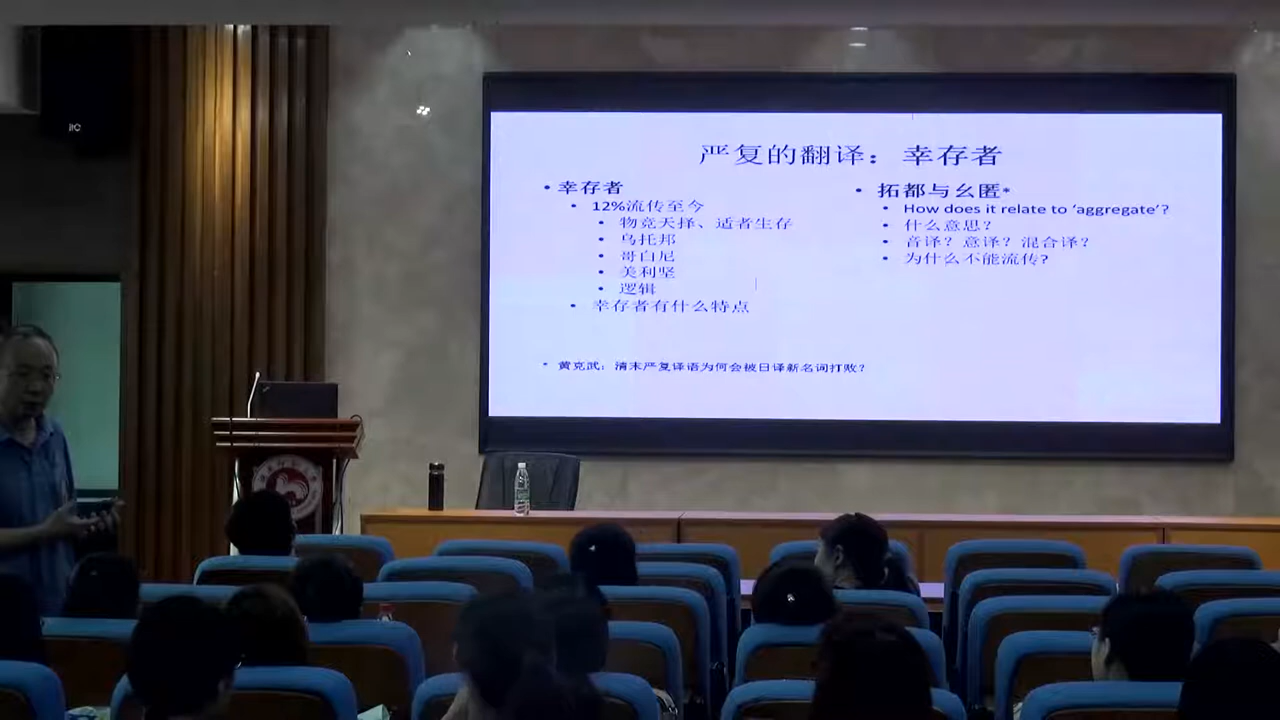 严复的翻译：幸存者
• 幸存者
• 12%流传至今
• 物竞天择、适者生存
• 乌托邦
• 哥白尼
• 美利坚
• 逻辑
• 幸存者有什么特点
• 黄克武：清末严复译语为何会被日译新名词打败？
• 拓都与幺匿*
• How does it relate to ‘aggregate’?
• 什么意思？
• 音译？意译？混合译？
• 为什么不能流传？